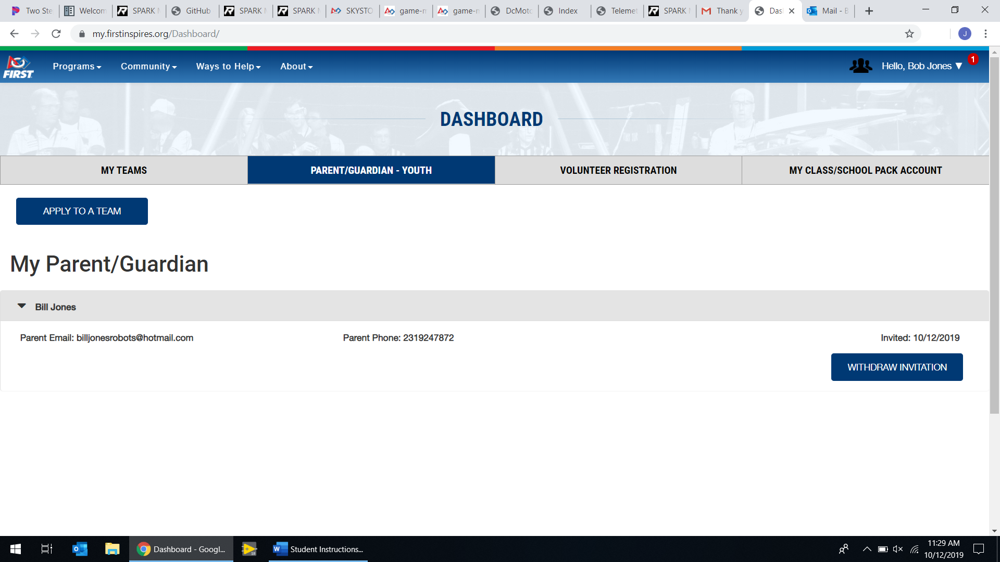 Two Ste
Welcom
SPARK M
GitHub
SPARK M
SPARK M
SKYSTO
game-m
game-m
DcMoto
Index
Telemet
SPARK M
Thank y
Das
Mail - B
my.firstinspires.org/Dashboard/
J
FIRST
Programs
Community
Ways to Help
About
Hello, Bob Jones ▼
1
DASHBOARD
MY TEAMS
PARENT/GUARDIAN - YOUTH
VOLUNTEER REGISTRATION
MY CLASS/SCHOOL PACK ACCOUNT
APPLY TO A TEAM
My Parent/Guardian
Bill Jones
Parent Email: billjonesrobots@hotmail.com
Parent Phone: 2319247872
Invited: 10/12/2019
WITHDRAW INVITATION
Dashboard - Googl...
Student Instructions...
11:29 AM
10/12/2019